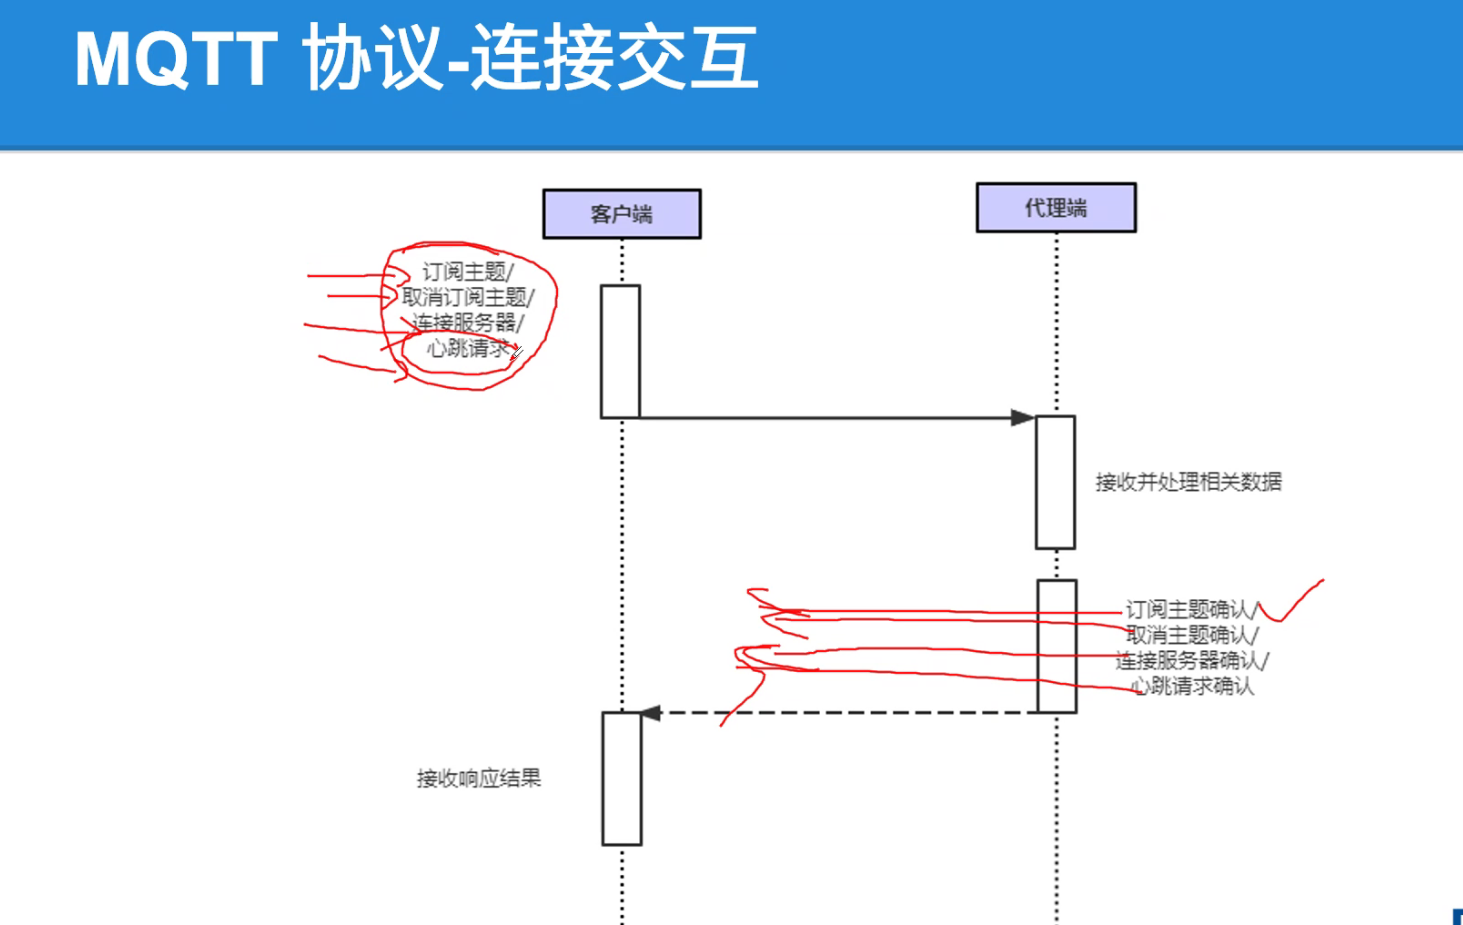 MQTT 协议-连接交互
客户端
代理端
订阅主题/
取消订阅主题/
连接服务器/
心跳请求
接收并处理相关数据
订阅主题确认/
取消主题确认/
连接服务器确认/
心跳请求确认
接收响应结果